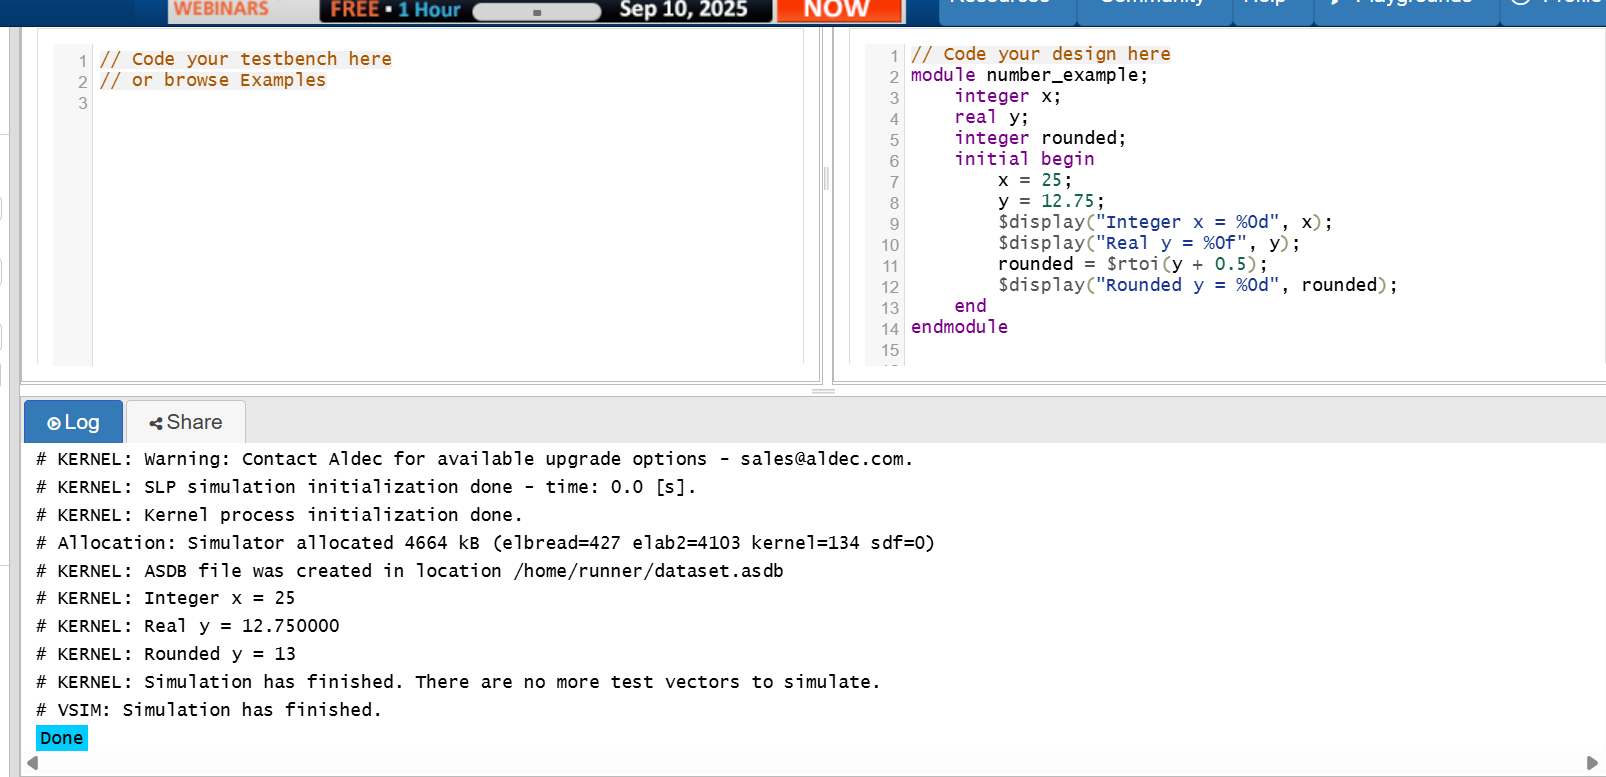 WEBINARS
FREE • 1 Hour
Sep 10, 2025
NOW
Resources
Community
Help
Playgrounds
Profile
1 // Code your testbench here
2 // or browse Examples
3
1 // Code your design here
2 module number_example;
3 integer x;
4 real y;
5 integer rounded;
6 initial begin
7 x = 25;
8 y = 12.75;
9 $display("Integer x = %0d", x);
10 $display("Real y = %0f", y);
11 rounded = $rtoi(y + 0.5);
12 $display("Rounded y = %0d", rounded);
13 end
14 endmodule
15
Log
Share
# KERNEL: Warning: Contact Aldec for available upgrade options - sales@aldec.com.
# KERNEL: SLP simulation initialization done - time: 0.0 [s].
# KERNEL: Kernel process initialization done.
# Allocation: Simulator allocated 4664 kB (elbread=427 elab2=4103 kernel=134 sdf=0)
# KERNEL: ASDB file was created in location /home/runner/dataset.asdb
# KERNEL: Integer x = 25
# KERNEL: Real y = 12.750000
# KERNEL: Rounded y = 13
# KERNEL: Simulation has finished. There are no more test vectors to simulate.
# VSIM: Simulation has finished.
Done